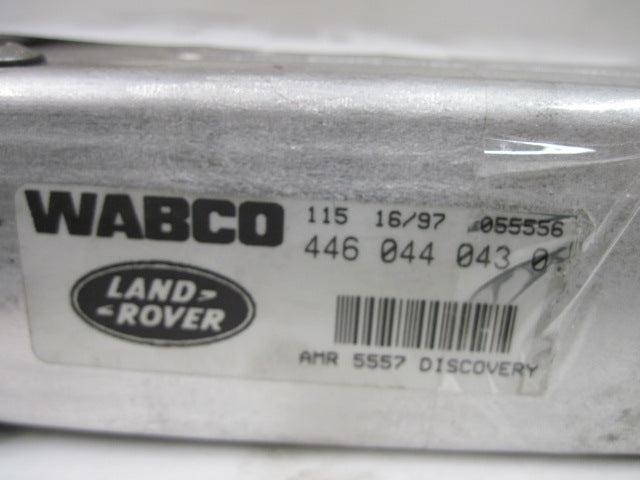 WABCO 115 16/97 055556
446 044 043 0
LAND>
<ROVER
AMR 5557 DISCOVERY